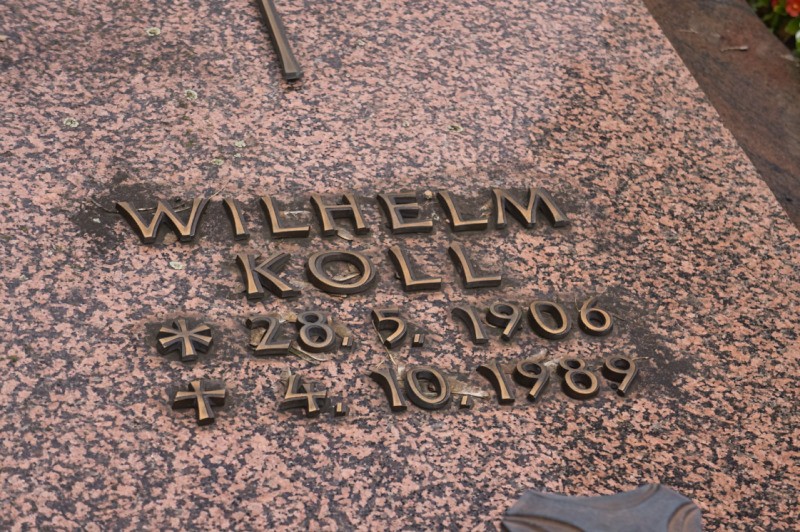 WILHELM
KOLL
* 28. 5. 1906
† 4. 10. 1989